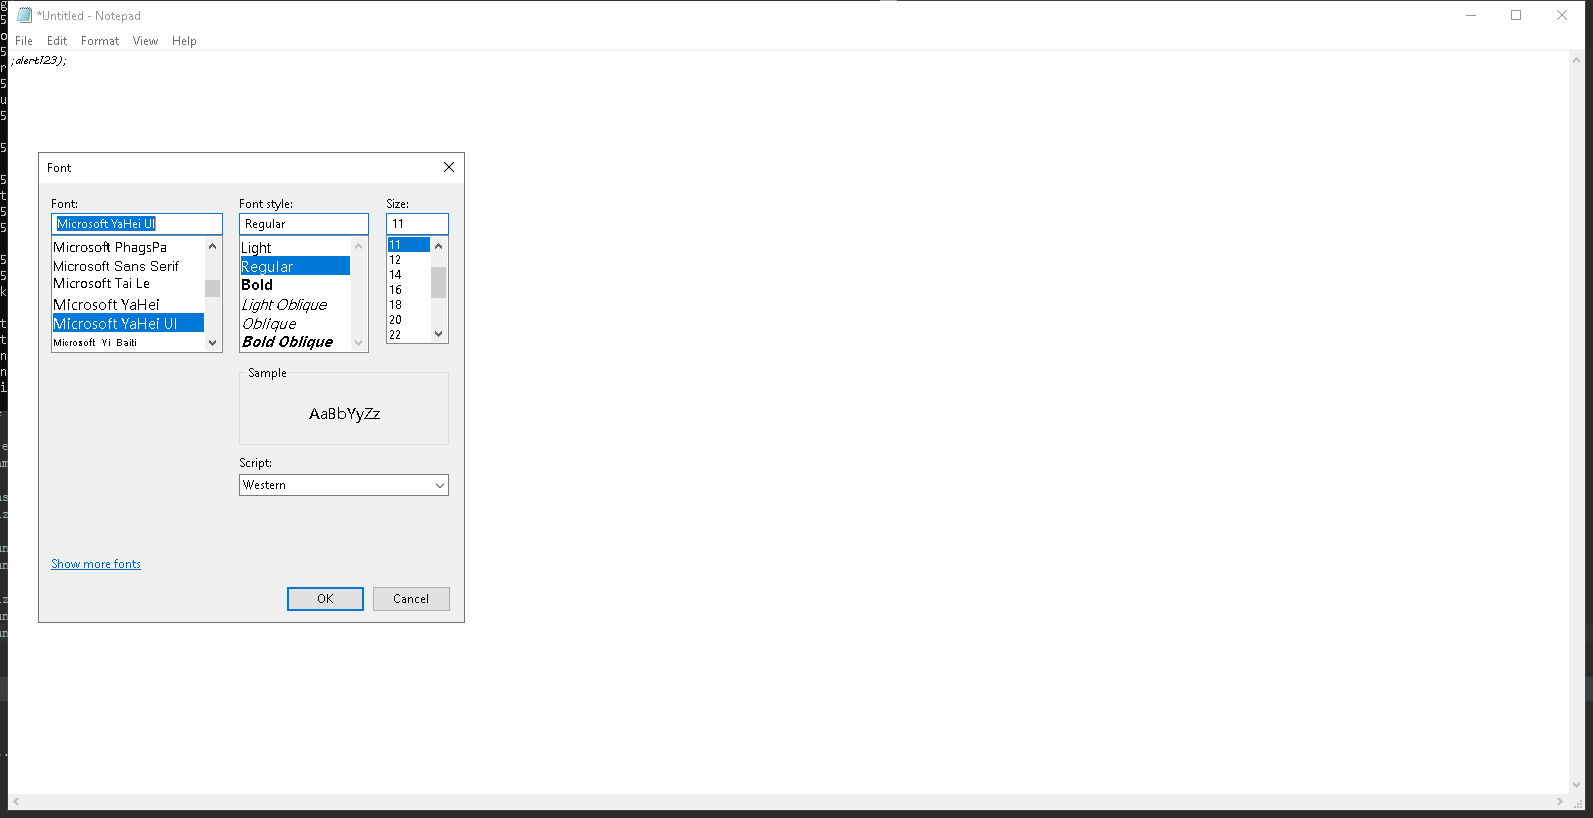 *Untitled - Notepad
File Edit Format View Help
;alert123);
Font
Font: Font style: Size:
Microsoft YaHei UI Regular 11
Microsoft PhagsPa
Microsoft Sans Serif
Microsoft Tai Le
Microsoft YaHei
Microsoft YaHei UI
Microsoft Yi Baiti
Light
Regular
Bold
Light Oblique
Oblique
Bold Oblique
11
12
14
16
18
20
22
Sample
AaBbYyZz
Script:
Western
Show more fonts
OK Cancel